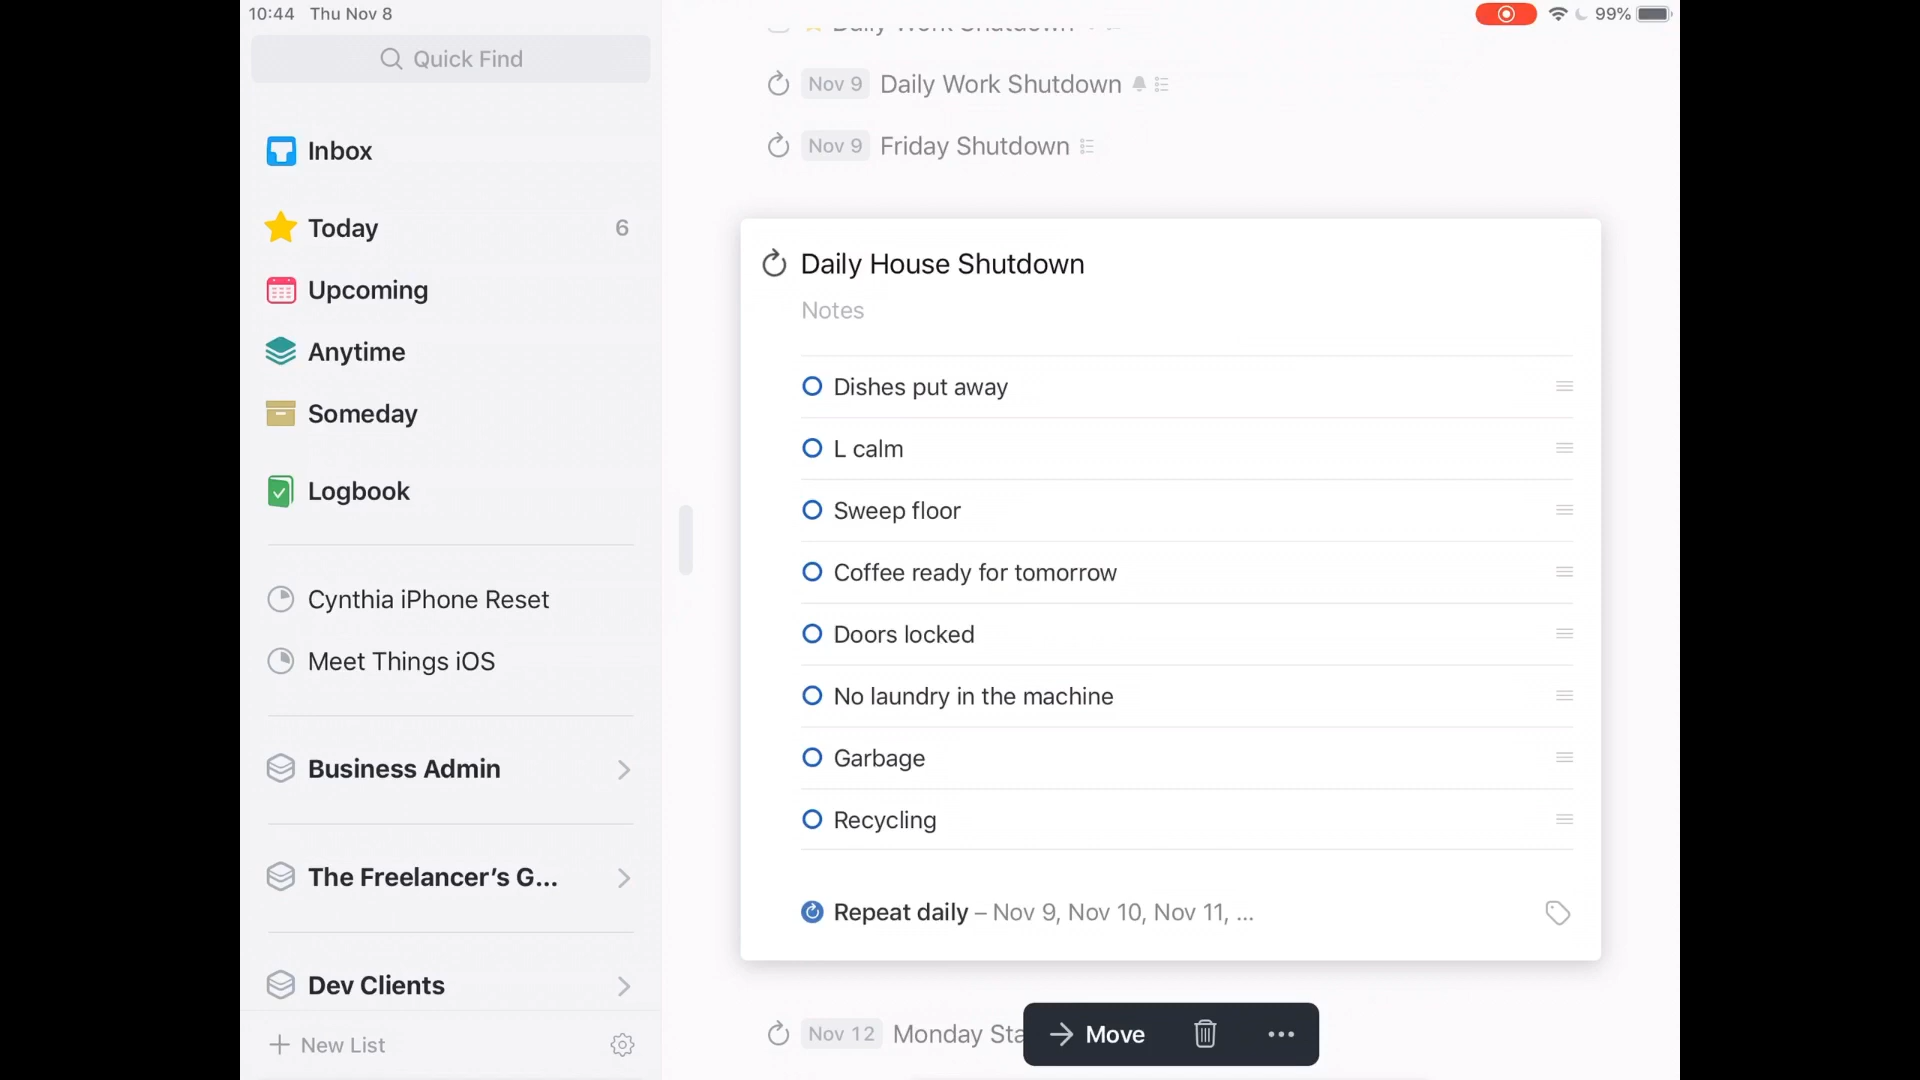 10:44 Thu Nov 8
99%
Quick Find
Inbox
Today 6
Upcoming
Anytime
Someday
Logbook
Cynthia iPhone Reset
Meet Things iOS
Business Admin
The Freelancer’s G...
Dev Clients
New List
Daily Work Shutdown
Nov 9 Daily Work Shutdown
Nov 9 Friday Shutdown
Daily House Shutdown
Notes
Dishes put away
L calm
Sweep floor
Coffee ready for tomorrow
Doors locked
No laundry in the machine
Garbage
Recycling
Repeat daily – Nov 9, Nov 10, Nov 11, ...
Nov 12 Monday Sta
Move